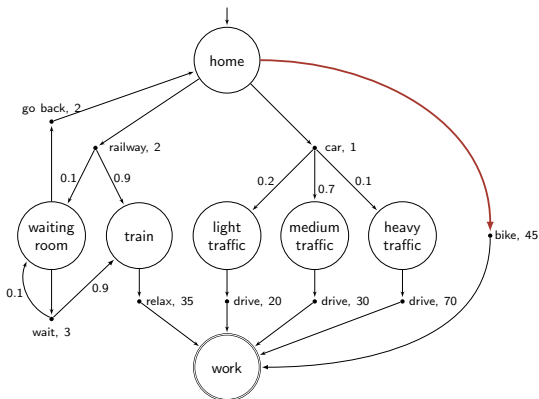 home
go back, 2
railway, 2
car, 1
0.1
0.9
0.2
0.7
0.1
waiting
room
train
light
traffic
medium
traffic
heavy
traffic
bike, 45
0.1
0.9
wait, 3
relax, 35
drive, 20
drive, 30
drive, 70
work